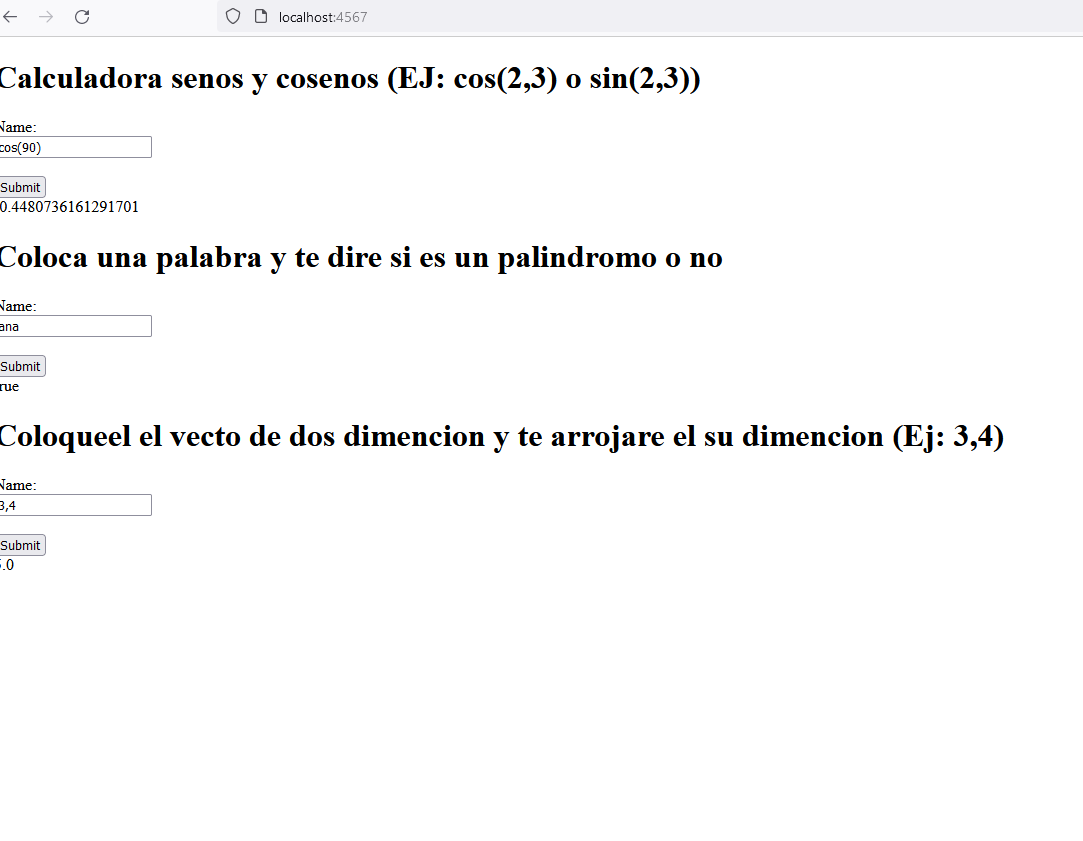 localhost:4567
Calculadora senos y cosenos (EJ: cos(2,3) o sin(2,3))
Name:
cos(90)
Submit
0.4480736161291701
Coloca una palabra y te dire si es un palindromo o no
Name:
ana
Submit
rue
Coloqueel el vecto de dos dimencion y te arrojare el su dimencion (Ej: 3,4)
Name:
3,4
Submit
5.0